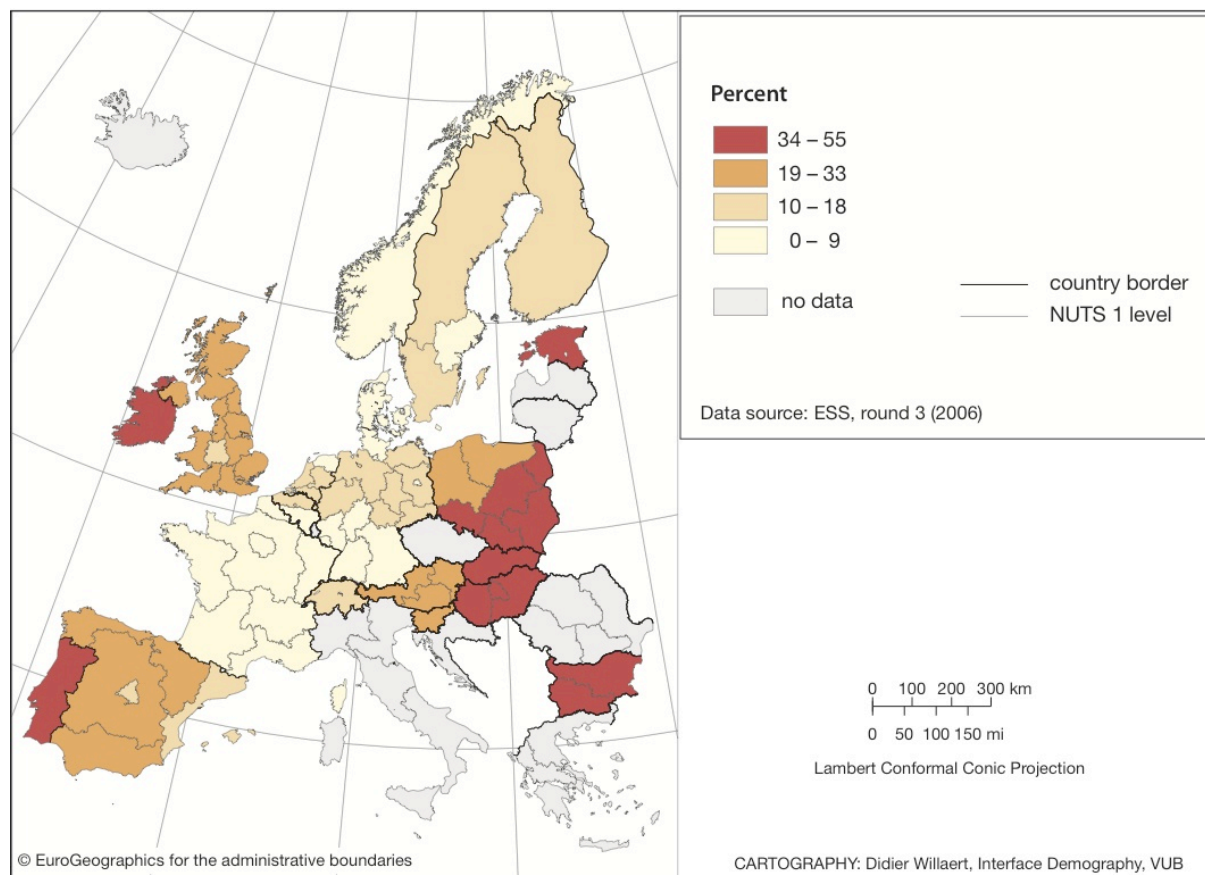 Percent
34 – 55
19 – 33
10 – 18
0 – 9
no data
country border
NUTS 1 level
Data source: ESS, round 3 (2006)
0 100 200 300 km
0 50 100 150 mi
Lambert Conformal Conic Projection
© EuroGeographics for the administrative boundaries
CARTOGRAPHY: Didier Willaert, Interface Demography, VUB